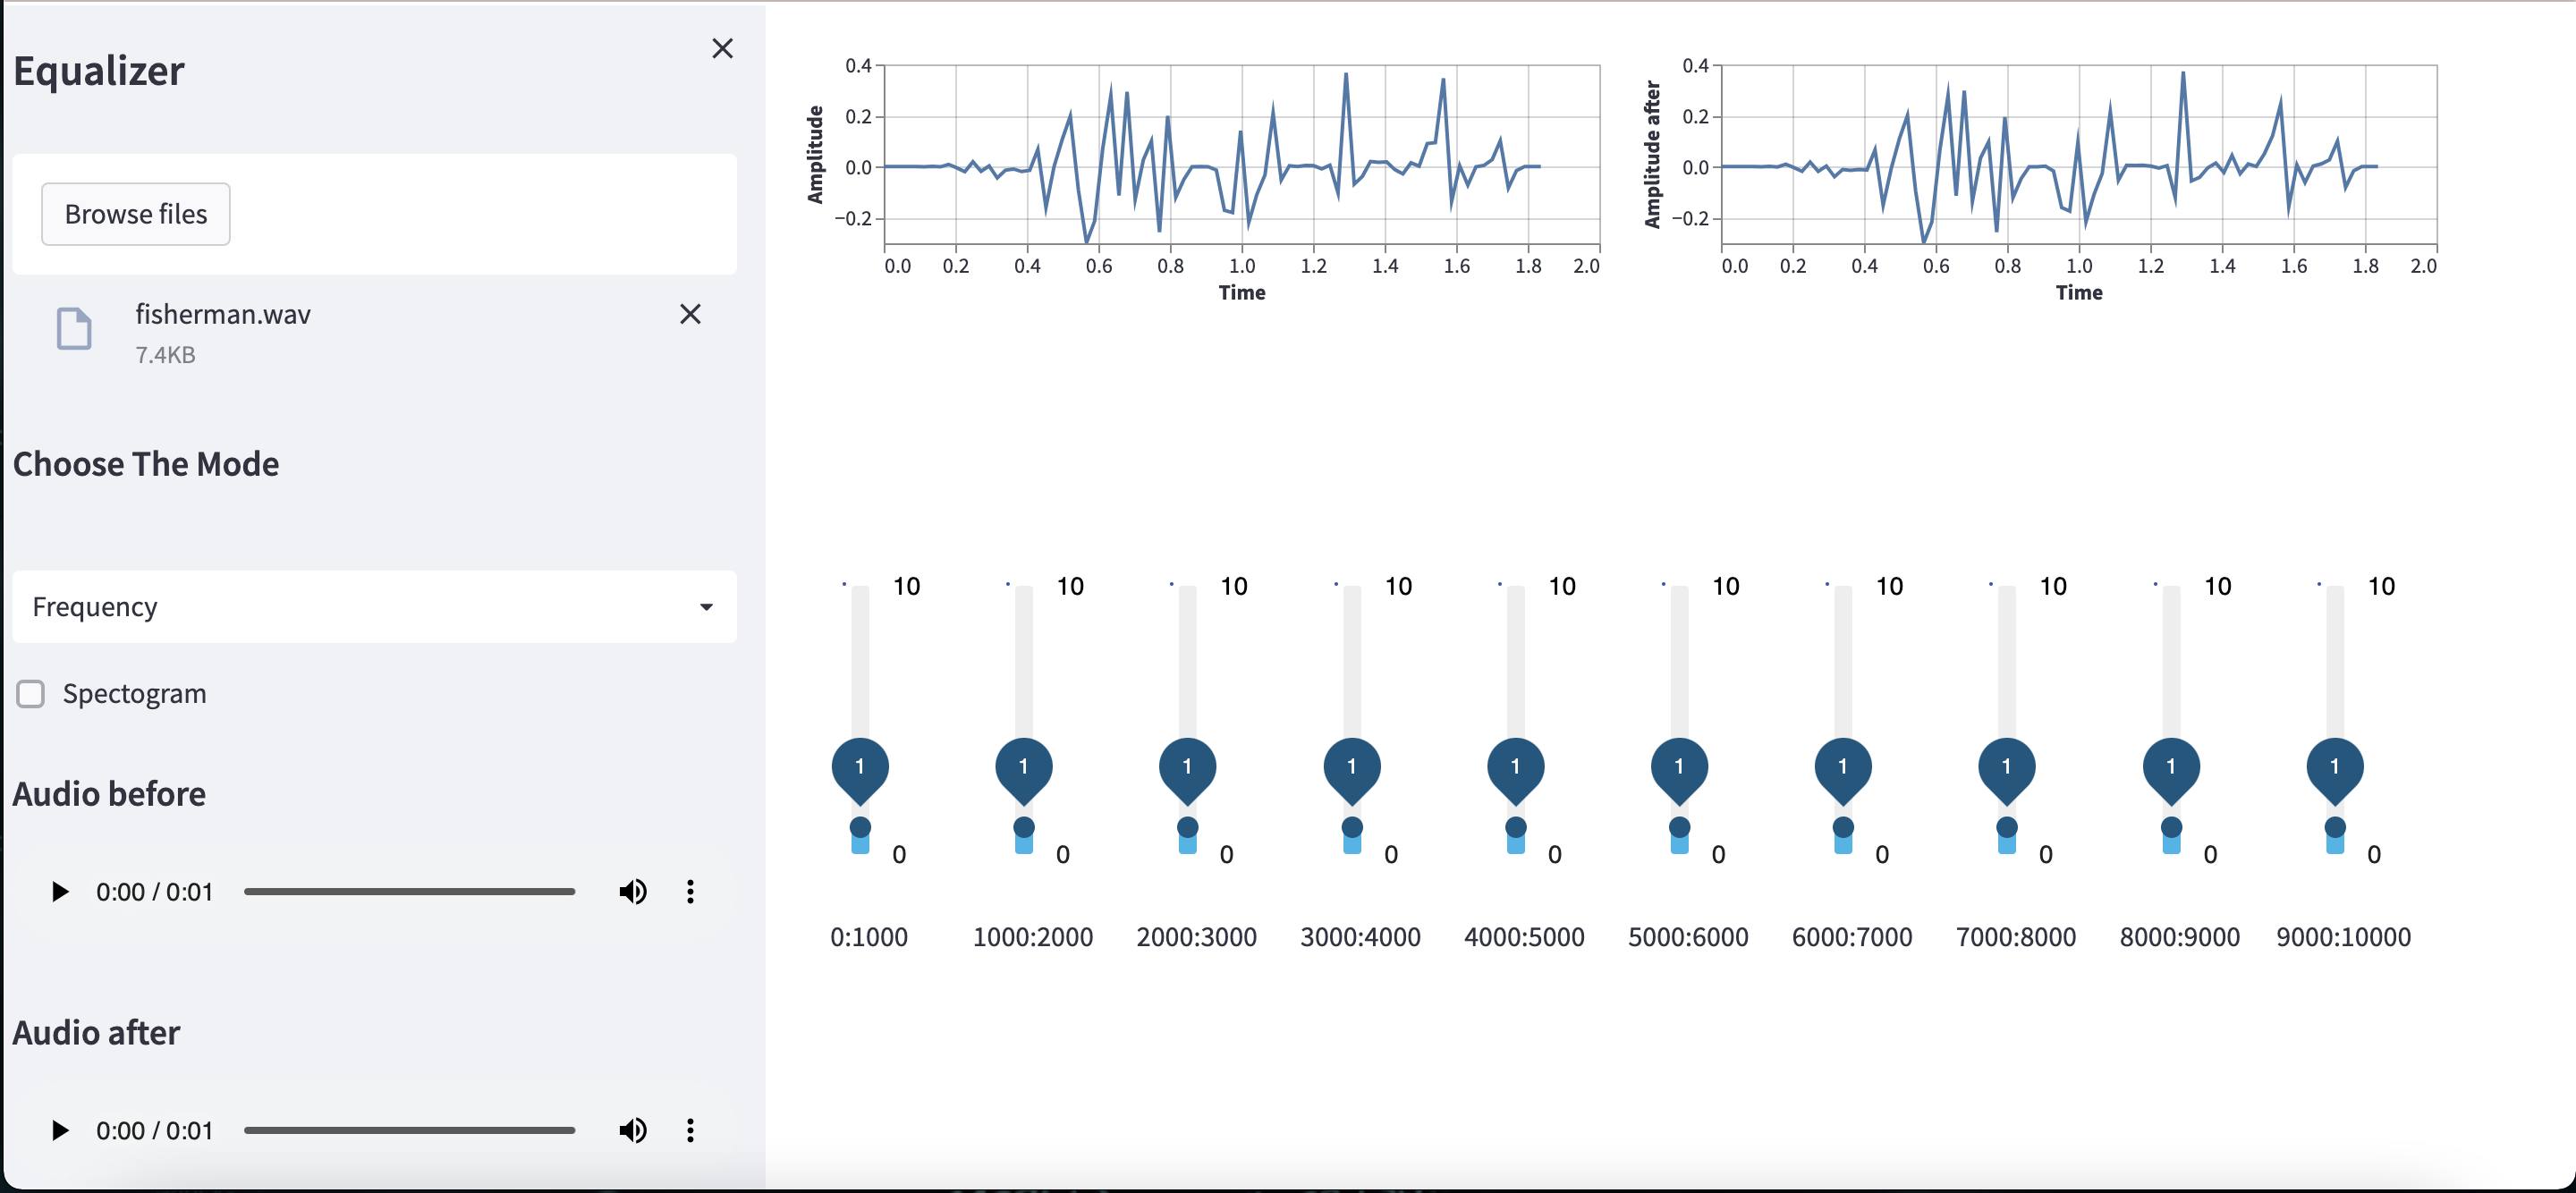 Equalizer
Browse files
fisherman.wav
7.4KB
Choose The Mode
Frequency
Spectogram
Audio before
0:00 / 0:01
Audio after
0:00 / 0:01
Amplitude
0.4
0.2
0.0
−0.2
0.0 0.2 0.4 0.6 0.8 1.0 1.2 1.4 1.6 1.8 2.0
Time
Amplitude after
0.4
0.2
0.0
−0.2
0.0 0.2 0.4 0.6 0.8 1.0 1.2 1.4 1.6 1.8 2.0
Time
10 10 10 10 10 10 10 10 10 10
1 1 1 1 1 1 1 1 1 1
0 0 0 0 0 0 0 0 0 0
0:1000 1000:2000 2000:3000 3000:4000 4000:5000 5000:6000 6000:7000 7000:8000 8000:9000 9000:10000